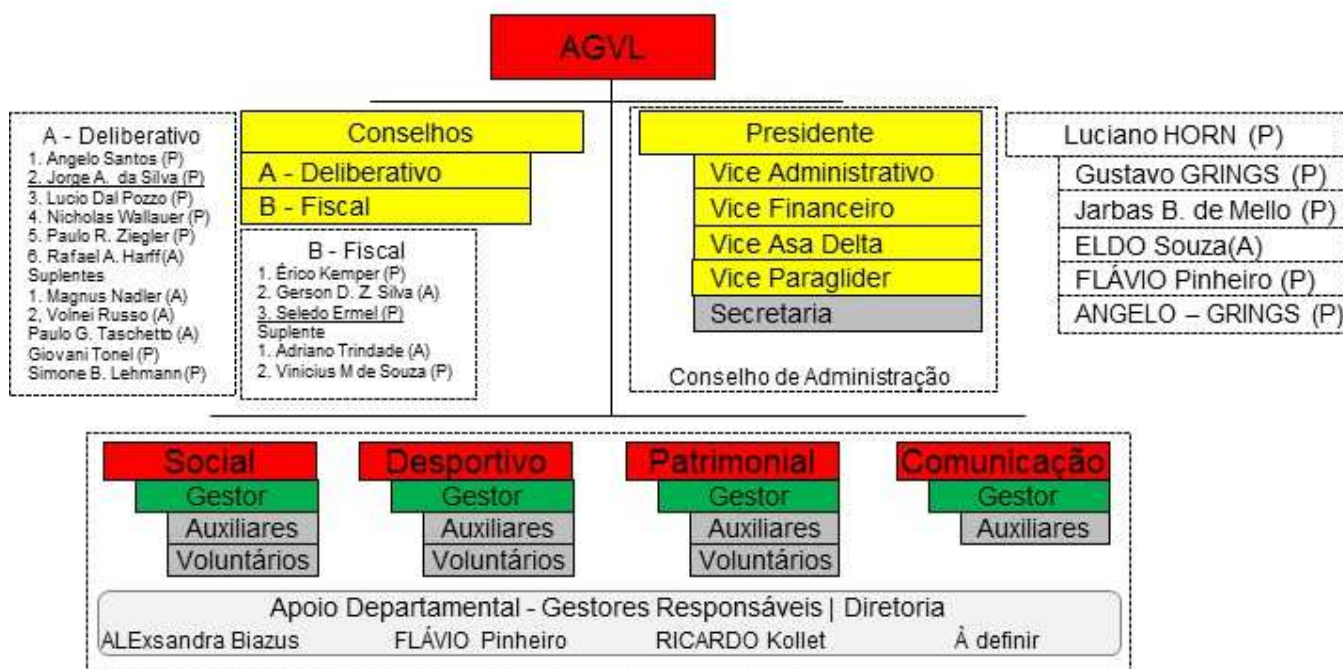 AGVL
A - Deliberativo
1. Angelo Santos (P)
2. Jorge A. da Silva (P)
3. Lucio Dal Pozzo (P)
4. Nicholas Wallauer (P)
5. Paulo R. Ziegler (P)
6. Rafael A. Harff(A)
Suplentes
1. Magnus Nadler (A)
2, Volnei Russo (A)
Paulo G. Taschetto (A)
Giovani Tonel (P)
Simone B. Lehmann (P)
Conselhos
A - Deliberativo
B - Fiscal
B - Fiscal
1. Érico Kemper (P)
2. Gerson D. Z. Silva (A)
3. Seledo Ermel (P)
Suplente
1. Adriano Trindade (A)
2. Vinicius M de Souza (P)
Presidente
Vice Administrativo
Vice Financeiro
Vice Asa Delta
Vice Paraglider
Secretaria
Conselho de Administração
Luciano HORN (P)
Gustavo GRINGS (P)
Jarbas B. de Mello (P)
ELDO Souza(A)
FLÁVIO Pinheiro (P)
ANGELO – GRINGS (P)
Social
Gestor
Auxiliares
Voluntários
Desportivo
Gestor
Auxiliares
Voluntários
Patrimonial
Gestor
Auxiliares
Voluntários
Comunicação
Gestor
Auxiliares
Apoio Departamental - Gestores Responsáveis | Diretoria
ALExsandra Biazus FLÁVIO Pinheiro RICARDO Kollet À definir